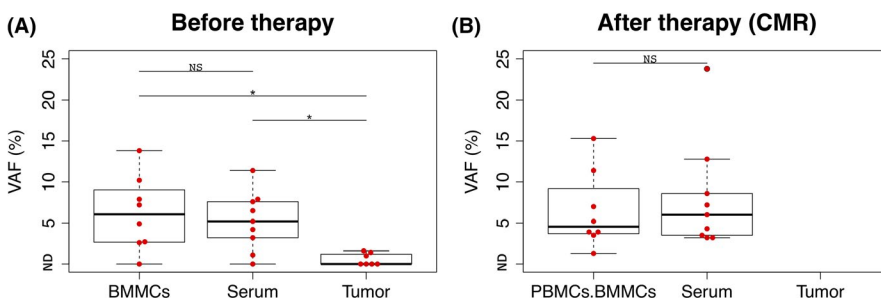 (A) Before therapy
VAF (%)
25
20
15
10
5
ND
NS
*
*
BMMCs Serum Tumor
(B) After therapy (CMR)
VAF (%)
25
20
15
10
5
ND
NS
PBMCs.BMMCs Serum Tumor